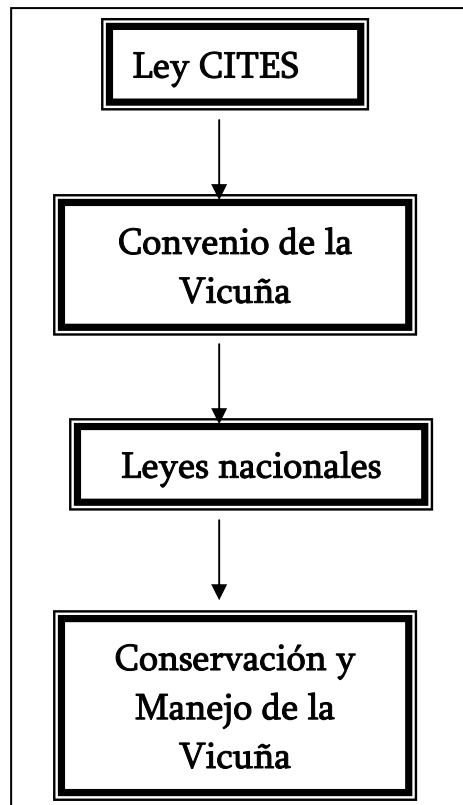 Ley CITES
Convenio de la
Vicuña
Leyes nacionales
Conservación y
Manejo de la
Vicuña